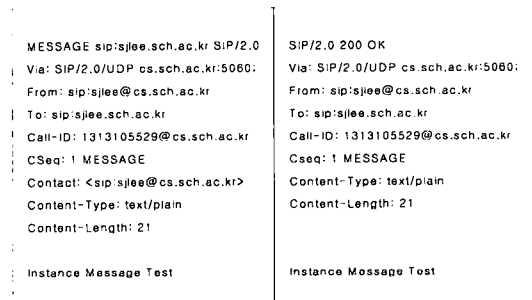 MESSAGE sip:sjlee.sch.ac.kr SIP/2.0
Via: SIP/2.0/UDP cs.sch.ac.kr:5060;
From: sip:sjlee@cs.sch.ac.kr
To: sip:sjlee.sch.ac.kr
Call-ID: 1313105529@cs.sch.ac.kr
CSeq: 1 MESSAGE
Contact: <sip:sjlee@cs.sch.ac.kr>
Content-Type: text/plain
Content-Length: 21
Instance Message Test
SIP/2.0 200 OK
Via: SIP/2.0/UDP cs.sch.ac.kr:5060;
From: sip:sjlee@cs.sch.ac.kr
To: sip:sjlee.sch.ac.kr
Call-ID: 1313105529@cs.sch.ac.kr
Cseq: 1 MESSAGE
Content-Type: text/plain
Content-Length: 21
Instance Message Test